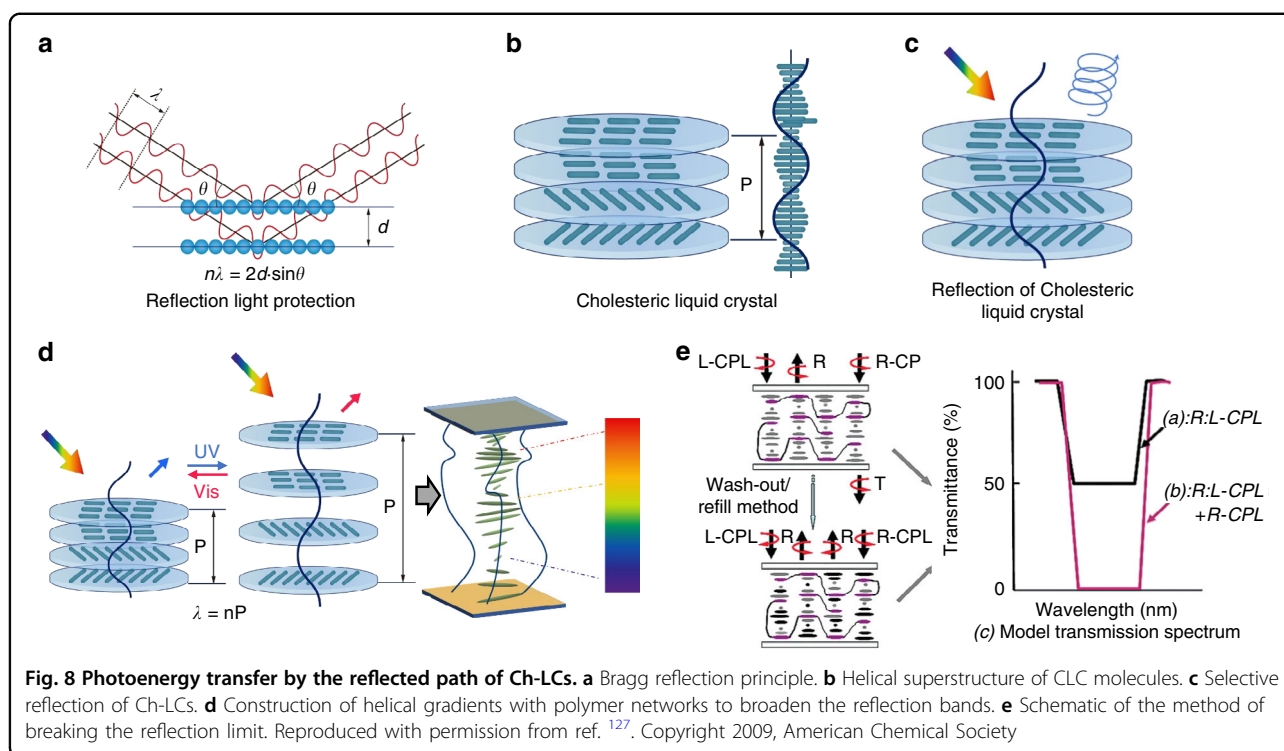 a
λ
θ
θ
d
nλ = 2d·sinθ
Reflection light protection
b
P
Cholesteric liquid crystal
c
Reflection of Cholesteric
liquid crystal
d
UV
Vis
P
P
λ = nP
e
L-CPL
R
R-CP
Wash-out/
refill method
T
L-CPL
R
R
R-CPL
Transmittance (%)
100
50
0
(a):R:L-CPL
(b):R:L-CPL
+R-CPL
Wavelength (nm)
(c) Model transmission spectrum
Fig. 8 Photoenergy transfer by the reflected path of Ch-LCs. a Bragg reflection principle. b Helical superstructure of CLC molecules. c Selective
reflection of Ch-LCs. d Construction of helical gradients with polymer networks to broaden the reflection bands. e Schematic of the method of
breaking the reflection limit. Reproduced with permission from ref. 127. Copyright 2009, American Chemical Society